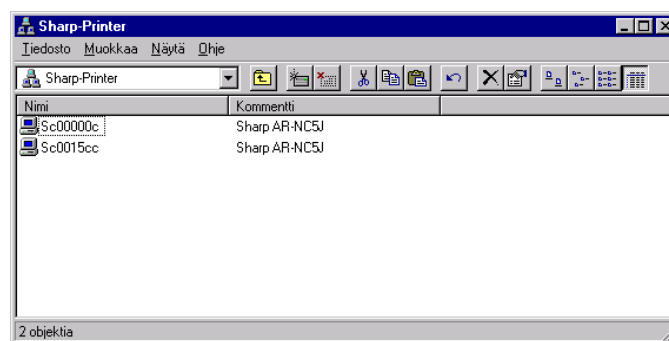 Sharp-Printer
Tiedosto Muokkaa Näytä Ohje
Sharp-Printer
Nimi Kommentti
Sc00000c Sharp AR-NC5J
Sc0015cc Sharp AR-NC5J
2 objektia